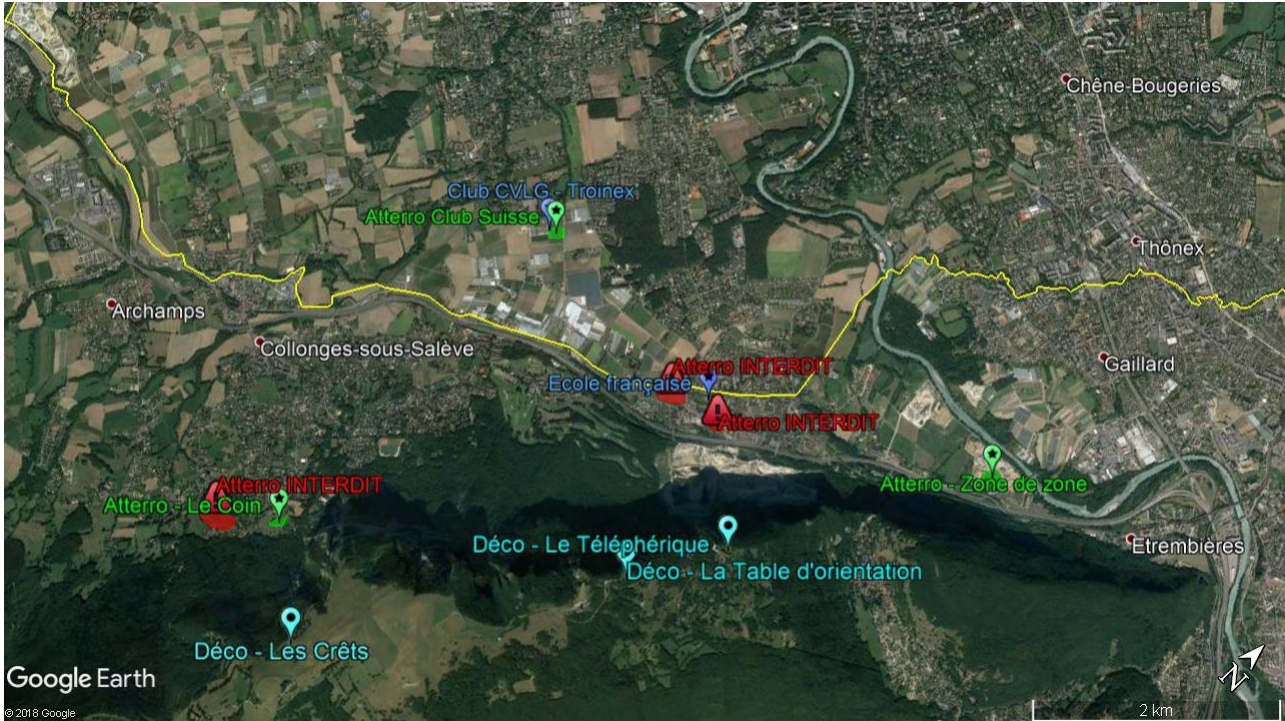 Chêne-Bougeries
Club CVLG - Troinex
Atterro Club Suisse
Thônex
Archamps
Collonges-sous-Salève
Gaillard
Atterro INTERDIT
Ecole française
Atterro INTERDIT
Atterro INTERDIT
Atterro - Le Coin
Atterro - Zone de zone
Déco - Le Téléphérique
Etrembières
Déco - La Table d'orientation
Déco - Les Crêts
Google Earth
N
© 2018 Google
2 km